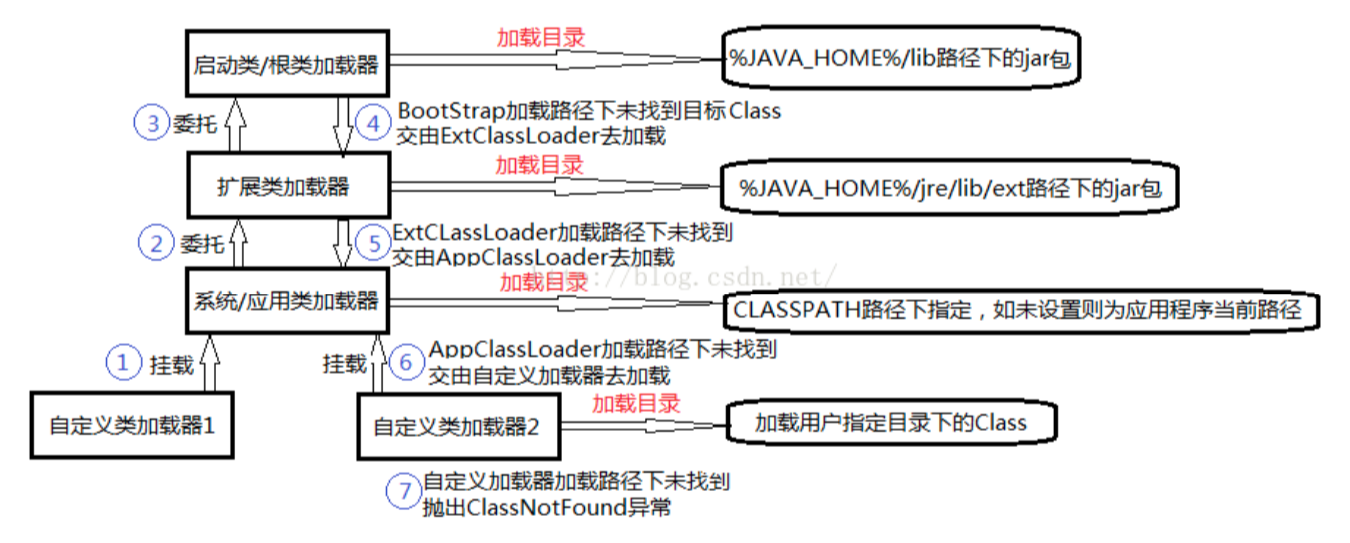 加载目录
启动类/根类加载器
%JAVA_HOME%/lib路径下的jar包
③ 委托
④ BootStrap加载路径下未找到目标Class
交由ExtClassLoader去加载
加载目录
扩展类加载器
%JAVA_HOME%/jre/lib/ext路径下的jar包
② 委托
⑤ ExtCLassLoader加载路径下未找到
交由AppClassLoader去加载
http://blog.csdn.net/
加载目录
系统/应用类加载器
CLASSPATH路径下指定，如未设置则为应用程序当前路径
① 挂载
挂载
⑥ AppClassLoader加载路径下未找到
交由自定义加载器去加载
加载目录
自定义类加载器1
自定义类加载器2
加载用户指定目录下的Class
⑦ 自定义加载器加载路径下未找到
抛出ClassNotFound异常